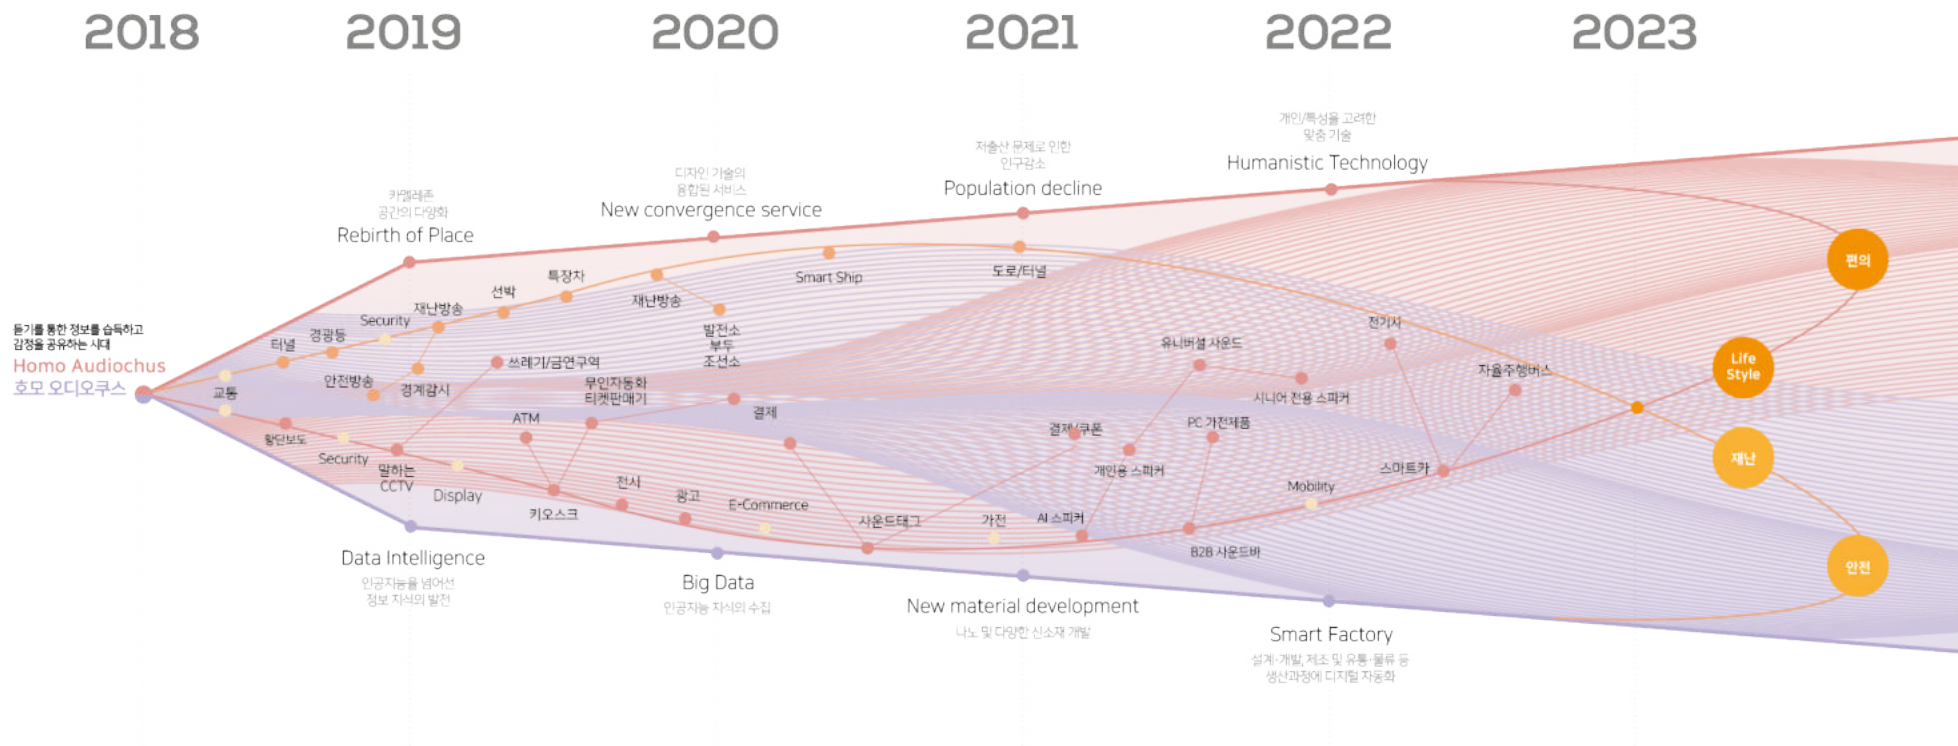 2018
2019
2020
2021
2022
2023
개인/특성을 고려한
맞춤 기술
Humanistic Technology
저출산 문제로 인한
인구감소
Population decline
디자인 기술의
융합된 서비스
New convergence service
카멜레존
공간의 다양화
Rebirth of Place
듣기를 통한 정보를 습득하고
감정을 공유하는 시대
Homo Audiochus
호모 오디오쿠스
교통
터널
경광등
Security
재난방송
선박
특장차
재난방송
Smart Ship
도로/터널
안전방송
경계감시
쓰레기/금연구역
발전소
부두
조선소
무인자동화
티켓판매기
결제
ATM
황단보도
Security
말하는
CCTV
Display
키오스크
전시
광고
E-Commerce
사운드태그
가전
AI 스피커
결제/쿠폰
개인용 스피커
유니버셜 사운드
PC 가전제품
시니어 전용 스피커
전기차
자율주행버스
스마트카
Mobility
B2B 사운드바
편의
Life
Style
재난
안전
Data Intelligence
인공지능을 넘어선
정보 지식의 발전
Big Data
인공지능 지식의 수집
New material development
나노 및 다양한 신소재 개발
Smart Factory
설계·개발, 제조 및 유통·물류 등
생산과정에 디지털 자동화